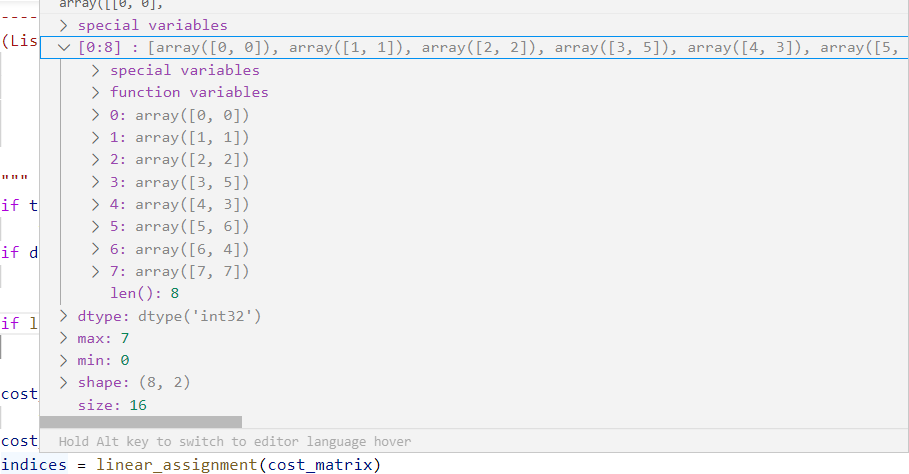 array([[0, 0],
----
> special variables
(Lis
[0:8] : [array([0, 0]), array([1, 1]), array([2, 2]), array([3, 5]), array([4, 3]), array([5,
> special variables
> function variables
> 0: array([0, 0])
> 1: array([1, 1])
> 2: array([2, 2])
"""
> 3: array([3, 5])
if t
> 4: array([4, 3])
> 5: array([5, 6])
if d
> 6: array([6, 4])
> 7: array([7, 7])
len(): 8
> dtype: dtype('int32')
if l
> max: 7
> min: 0
> shape: (8, 2)
cost
size: 16
cost
Hold Alt key to switch to editor language hover
indices = linear_assignment(cost_matrix)